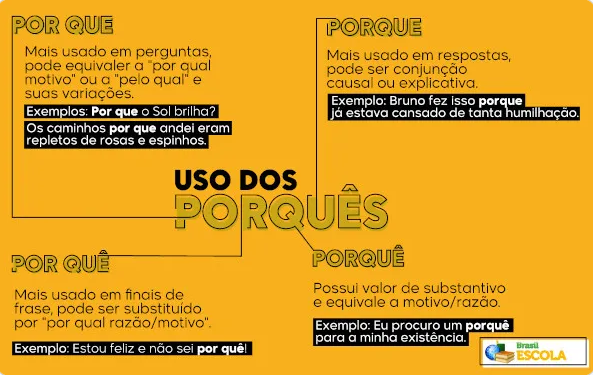 POR QUE
Mais usado em perguntas,
pode equivaler a "por qual
motivo" ou a "pelo qual" e
suas variações.
Exemplos: Por que o Sol brilha?
Os caminhos por que andei eram
repletos de rosas e espinhos.
PORQUE
Mais usado em respostas,
pode ser conjunção
causal ou explicativa.
Exemplo: Bruno fez isso porque
já estava cansado de tanta humilhação.
USO DOS
PORQUÊS
POR QUÊ
Mais usado em finais de
frase, pode ser substituído
por "por qual razão/motivo".
Exemplo: Estou feliz e não sei por quê!
PORQUÊ
Possui valor de substantivo
e equivale a motivo/razão.
Exemplo: Eu procuro um porquê
para a minha existência.
Brasil
ESCOLA